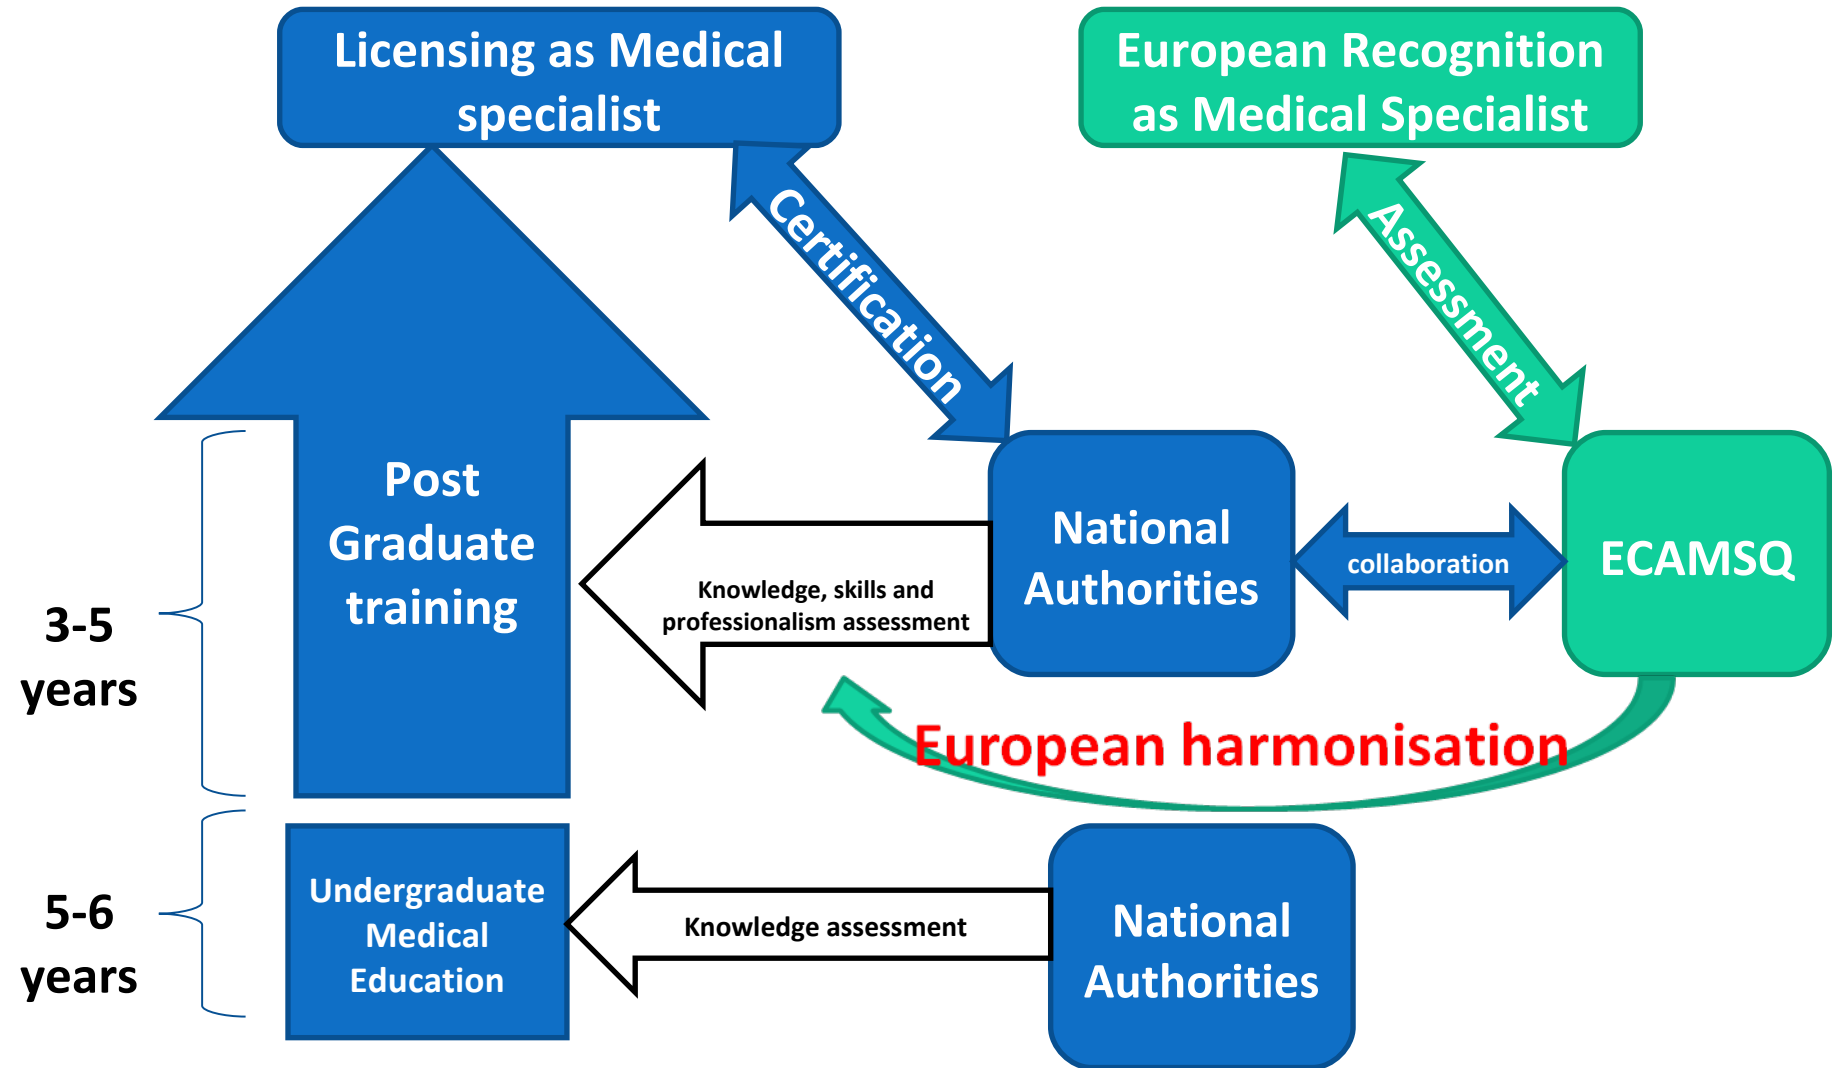 Licensing as Medical
specialist
European Recognition
as Medical Specialist
Certification
Assessment
Post
Graduate
training
3-5
years
Knowledge, skills and
professionalism assessment
National
Authorities
collaboration
ECAMSQ
European harmonisation
5-6
years
Undergraduate
Medical
Education
Knowledge assessment
National
Authorities